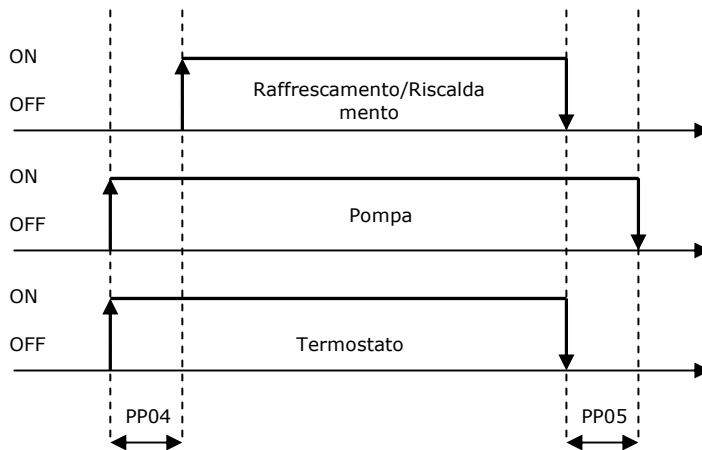 ON
Raffrescamento/Riscalda
mento
OFF
ON
Pompa
OFF
ON
Termostato
OFF
PP04
PP05